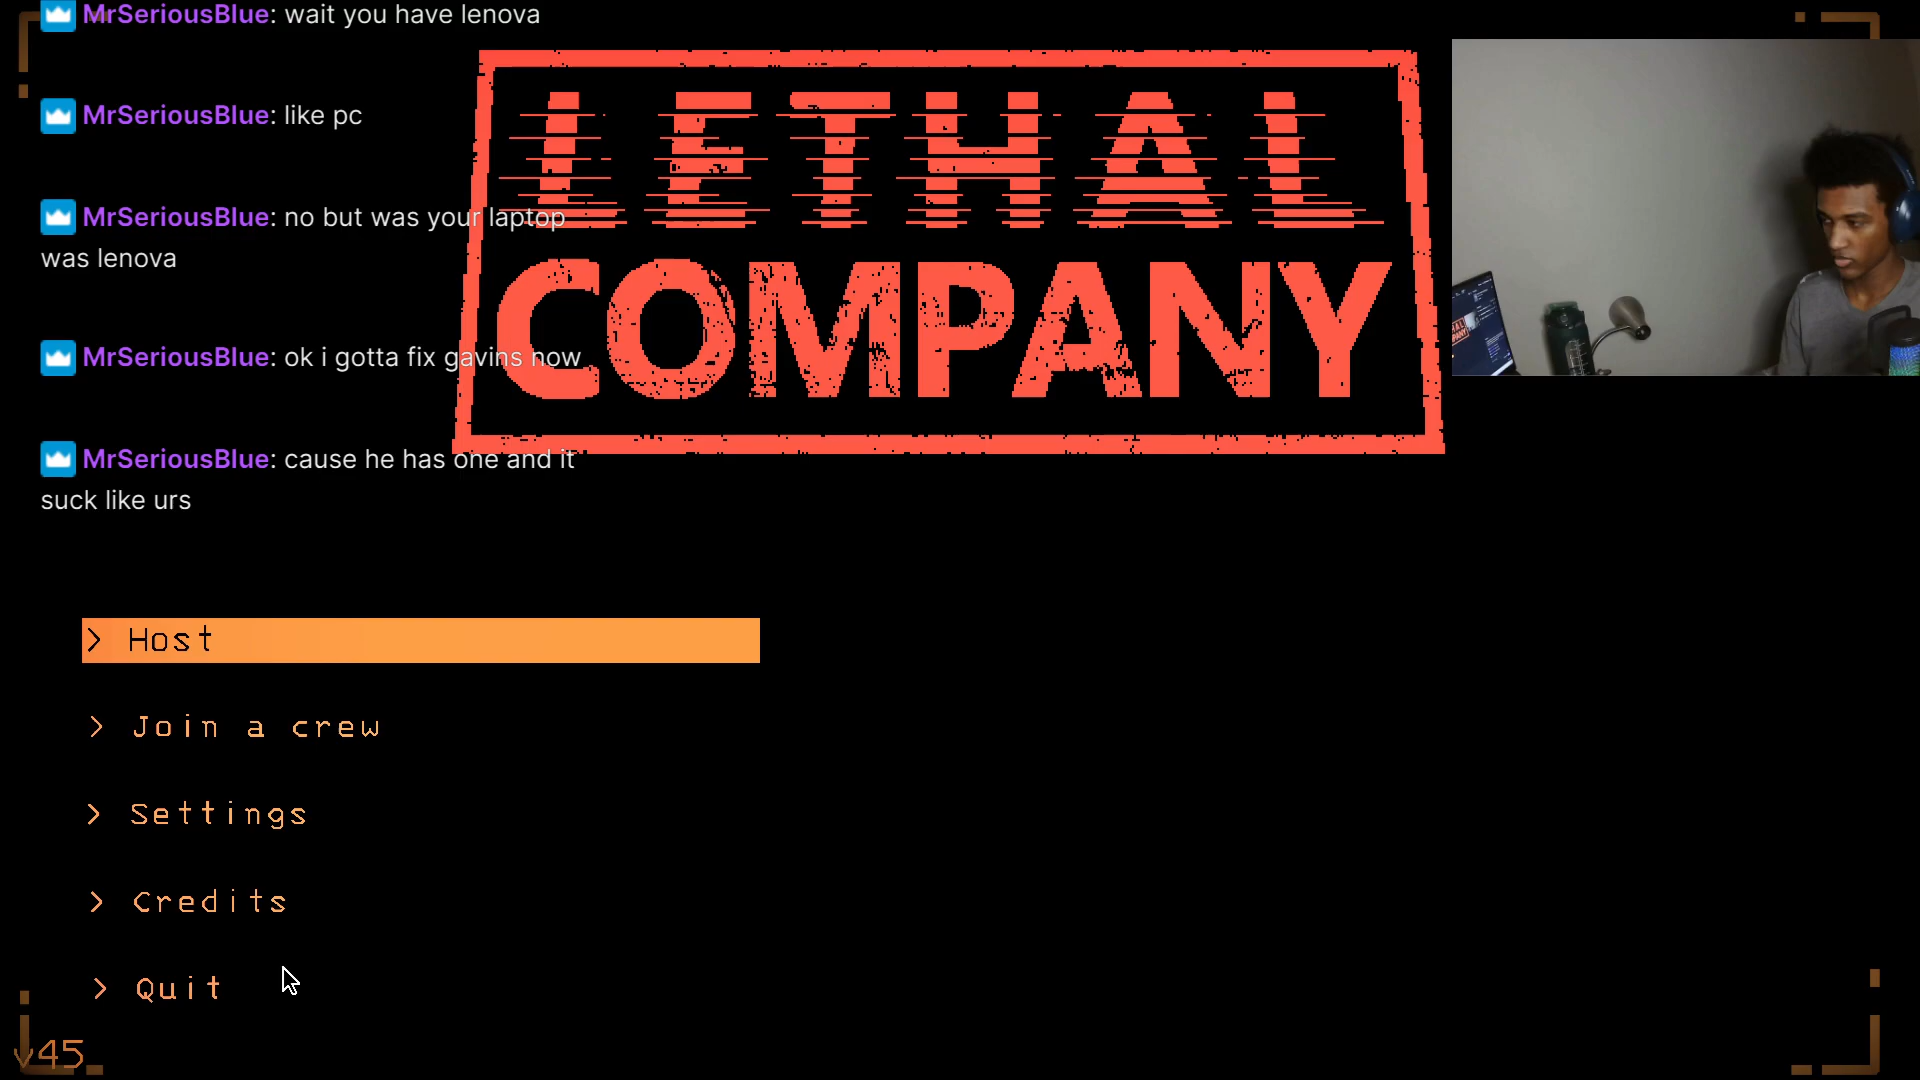 MrSeriousBlue: wait you have lenova
MrSeriousBlue: like pc
MrSeriousBlue: no but was your laptop
was lenova
MrSeriousBlue: ok i gotta fix gavins now
MrSeriousBlue: cause he has one and it
suck like urs
LETHAL
COMPANY
> Host
> Join a crew
> Settings
> Credits
> Quit
v45